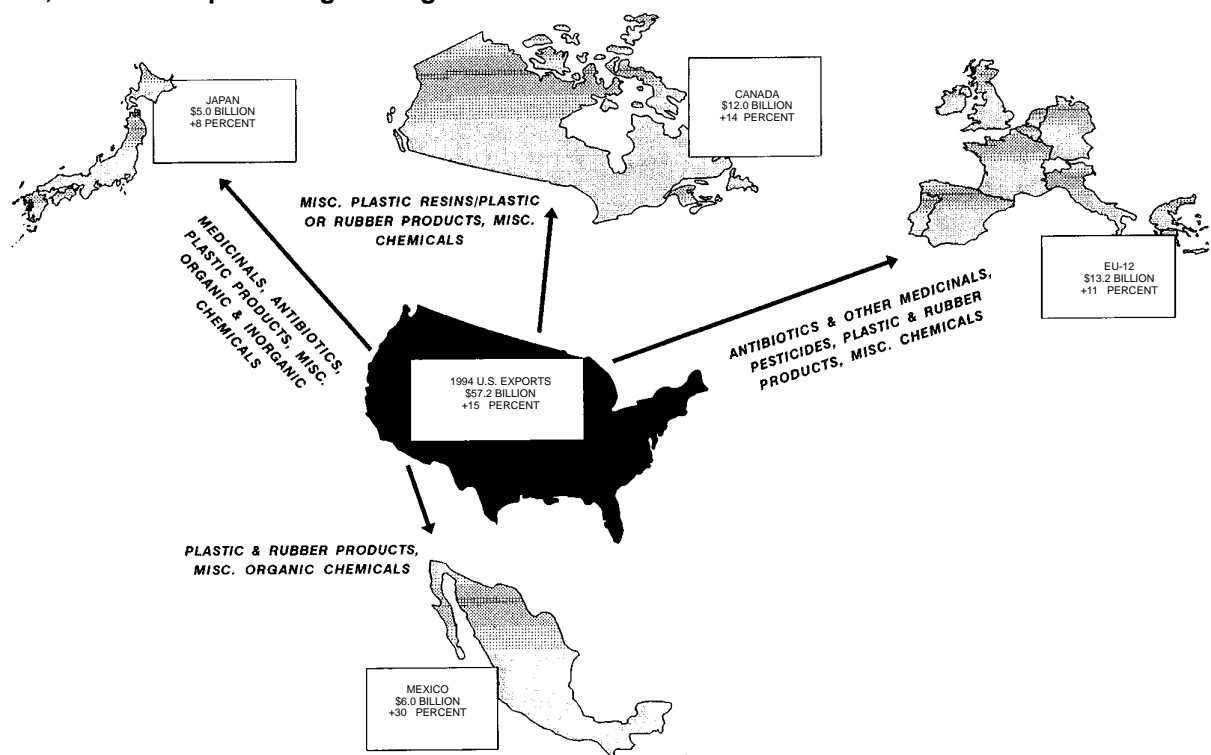 JAPAN
$5.0 BILLION
+8 PERCENT
CANADA
$12.0 BILLION
+14 PERCENT
MISC. PLASTIC RESINS/PLASTIC
OR RUBBER PRODUCTS, MISC.
CHEMICALS
MEDICINALS, ANTIBIOTICS,
PLASTIC PRODUCTS, MISC.
ORGANIC & INORGANIC
CHEMICALS
EU-12
$13.2 BILLION
+11 PERCENT
ANTIBIOTICS & OTHER MEDICINALS,
PESTICIDES, PLASTIC & RUBBER
PRODUCTS, MISC. CHEMICALS
1994 U.S. EXPORTS
$57.2 BILLION
+15 PERCENT
PLASTIC & RUBBER PRODUCTS,
MISC. ORGANIC CHEMICALS
MEXICO
$6.0 BILLION
+30 PERCENT